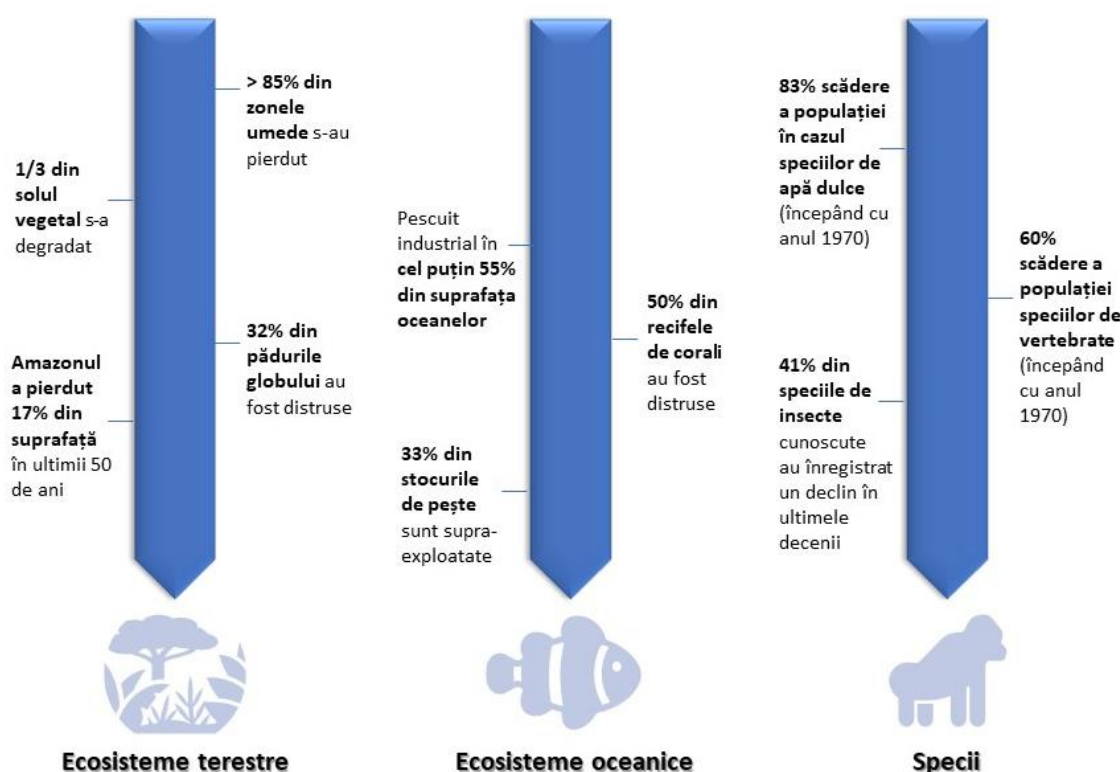 > 85% din
zonele
umede s-au
pierdut
1/3 din
solul
vegetal s-a
degradat
32% din
pădurile
globului au
fost distruse
Amazonul
a pierdut
17% din
suprafață
în ultimii 50
de ani
Ecosisteme terestre
Pescuit
industrial în
cel puțin 55%
din suprafața
oceanelor
50% din
recifele
de corali
au fost
distruse
33% din
stocurile
de pește
sunt supra-
exploatate
Ecosisteme oceanice
83% scădere
a populației
în cazul
speciilor de
apă dulce
(începând cu
anul 1970)
60%
scădere a
populației
speciilor de
vertebrate
(începând
cu anul
1970)
41% din
speciile de
insecte
cunoscute
au înregistrat
un declin în
ultimele
decenii
Specii